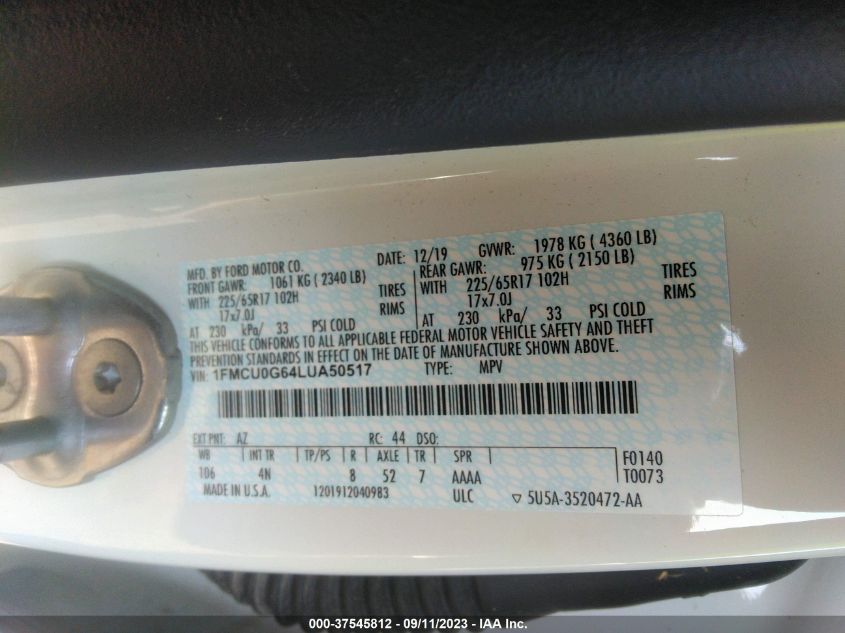 MFD. BY FORD MOTOR CO. DATE: 12/19 GVWR: 1978 KG ( 4360 LB)
FRONT GAWR: 1061 KG ( 2340 LB) REAR GAWR: 975 KG ( 2150 LB)
WITH 225/65R17 102H TIRES WITH 225/65R17 102H TIRES
17x7.0J RIMS 17x7.0J RIMS
AT 230 kPa/ 33 PSI COLD AT 230 kPa/ 33 PSI COLD
THIS VEHICLE CONFORMS TO ALL APPLICABLE FEDERAL MOTOR VEHICLE SAFETY AND THEFT
PREVENTION STANDARDS IN EFFECT ON THE DATE OF MANUFACTURE SHOWN ABOVE.
VIN: 1FMCU0G64LUA50517 TYPE: MPV
EXT PNT: AZ RC: 44 DSO:
WB INT TR TP/PS R AXLE TR SPR F0140
106 4N 8 52 7 AAAA T0073
MADE IN U.S.A. 1201912040983 ULC ▽ 5U5A-3520472-AA
000-37545812 - 09/11/2023 - IAA Inc.